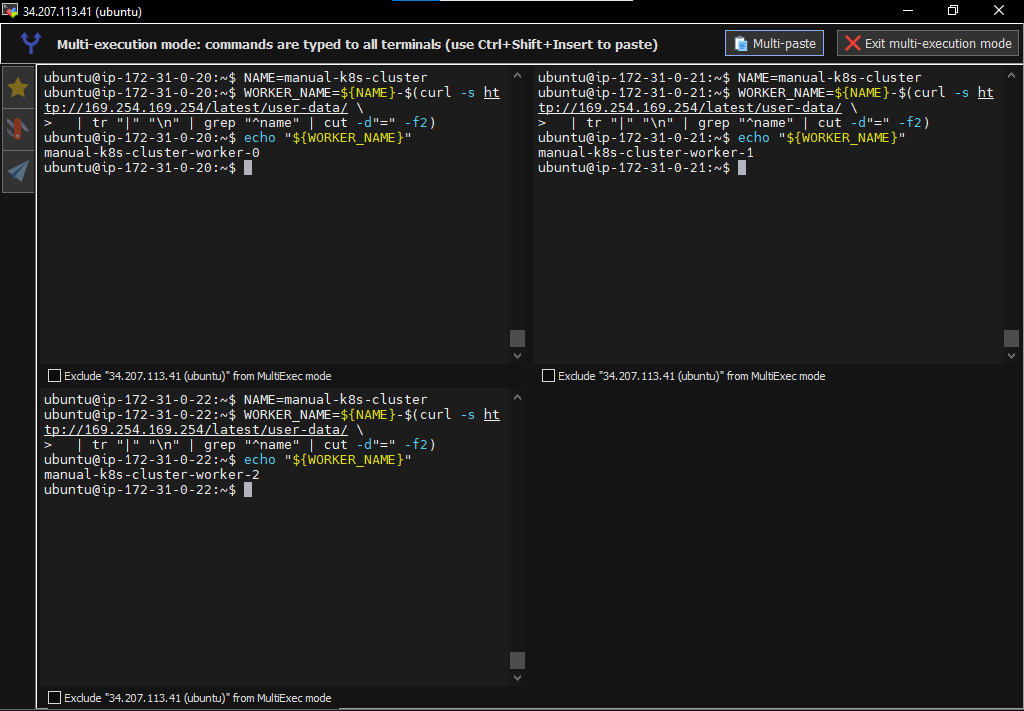 34.207.113.41 (ubuntu)
Multi-execution mode: commands are typed to all terminals (use Ctrl+Shift+Insert to paste)
Multi-paste
Exit multi-execution mode
ubuntu@ip-172-31-0-20:~$ NAME=manual-k8s-cluster
ubuntu@ip-172-31-0-20:~$ WORKER_NAME=${NAME}-$(curl -s ht
tp://169.254.169.254/latest/user-data/ \
>   | tr "|" "\n" | grep "^name" | cut -d"=" -f2)
ubuntu@ip-172-31-0-20:~$ echo "${WORKER_NAME}"
manual-k8s-cluster-worker-0
ubuntu@ip-172-31-0-20:~$
Exclude "34.207.113.41 (ubuntu)" from MultiExec mode
ubuntu@ip-172-31-0-21:~$ NAME=manual-k8s-cluster
ubuntu@ip-172-31-0-21:~$ WORKER_NAME=${NAME}-$(curl -s ht
tp://169.254.169.254/latest/user-data/ \
>   | tr "|" "\n" | grep "^name" | cut -d"=" -f2)
ubuntu@ip-172-31-0-21:~$ echo "${WORKER_NAME}"
manual-k8s-cluster-worker-1
ubuntu@ip-172-31-0-21:~$
Exclude "34.207.113.41 (ubuntu)" from MultiExec mode
ubuntu@ip-172-31-0-22:~$ NAME=manual-k8s-cluster
ubuntu@ip-172-31-0-22:~$ WORKER_NAME=${NAME}-$(curl -s ht
tp://169.254.169.254/latest/user-data/ \
>   | tr "|" "\n" | grep "^name" | cut -d"=" -f2)
ubuntu@ip-172-31-0-22:~$ echo "${WORKER_NAME}"
manual-k8s-cluster-worker-2
ubuntu@ip-172-31-0-22:~$
Exclude "34.207.113.41 (ubuntu)" from MultiExec mode